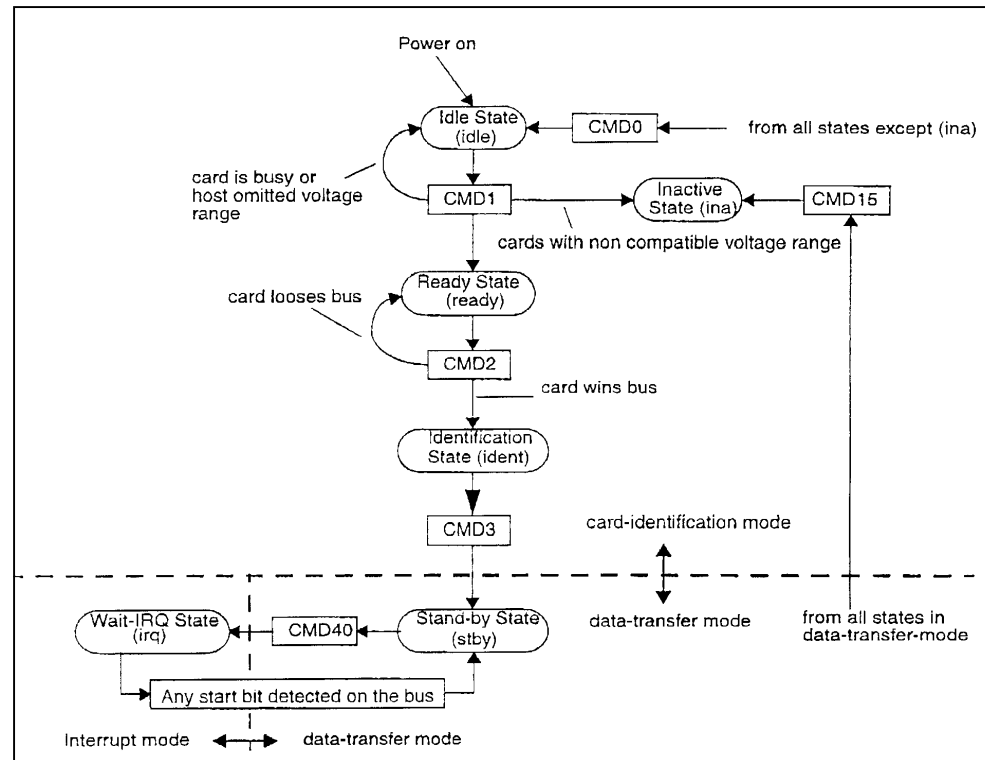 Power on
Idle State
(idle)
CMD0
from all states except (ina)
card is busy or
host omitted voltage
range
CMD1
Inactive
State (ina)
CMD15
cards with non compatible voltage range
Ready State
(ready)
card looses bus
CMD2
card wins bus
Identification
State (ident)
CMD3
card-identification mode
data-transfer mode
from all states in
data-transfer-mode
Wait-IRQ State
(irq)
CMD40
Stand-by State
(stby)
Any start bit detected on the bus
Interrupt mode
data-transfer mode